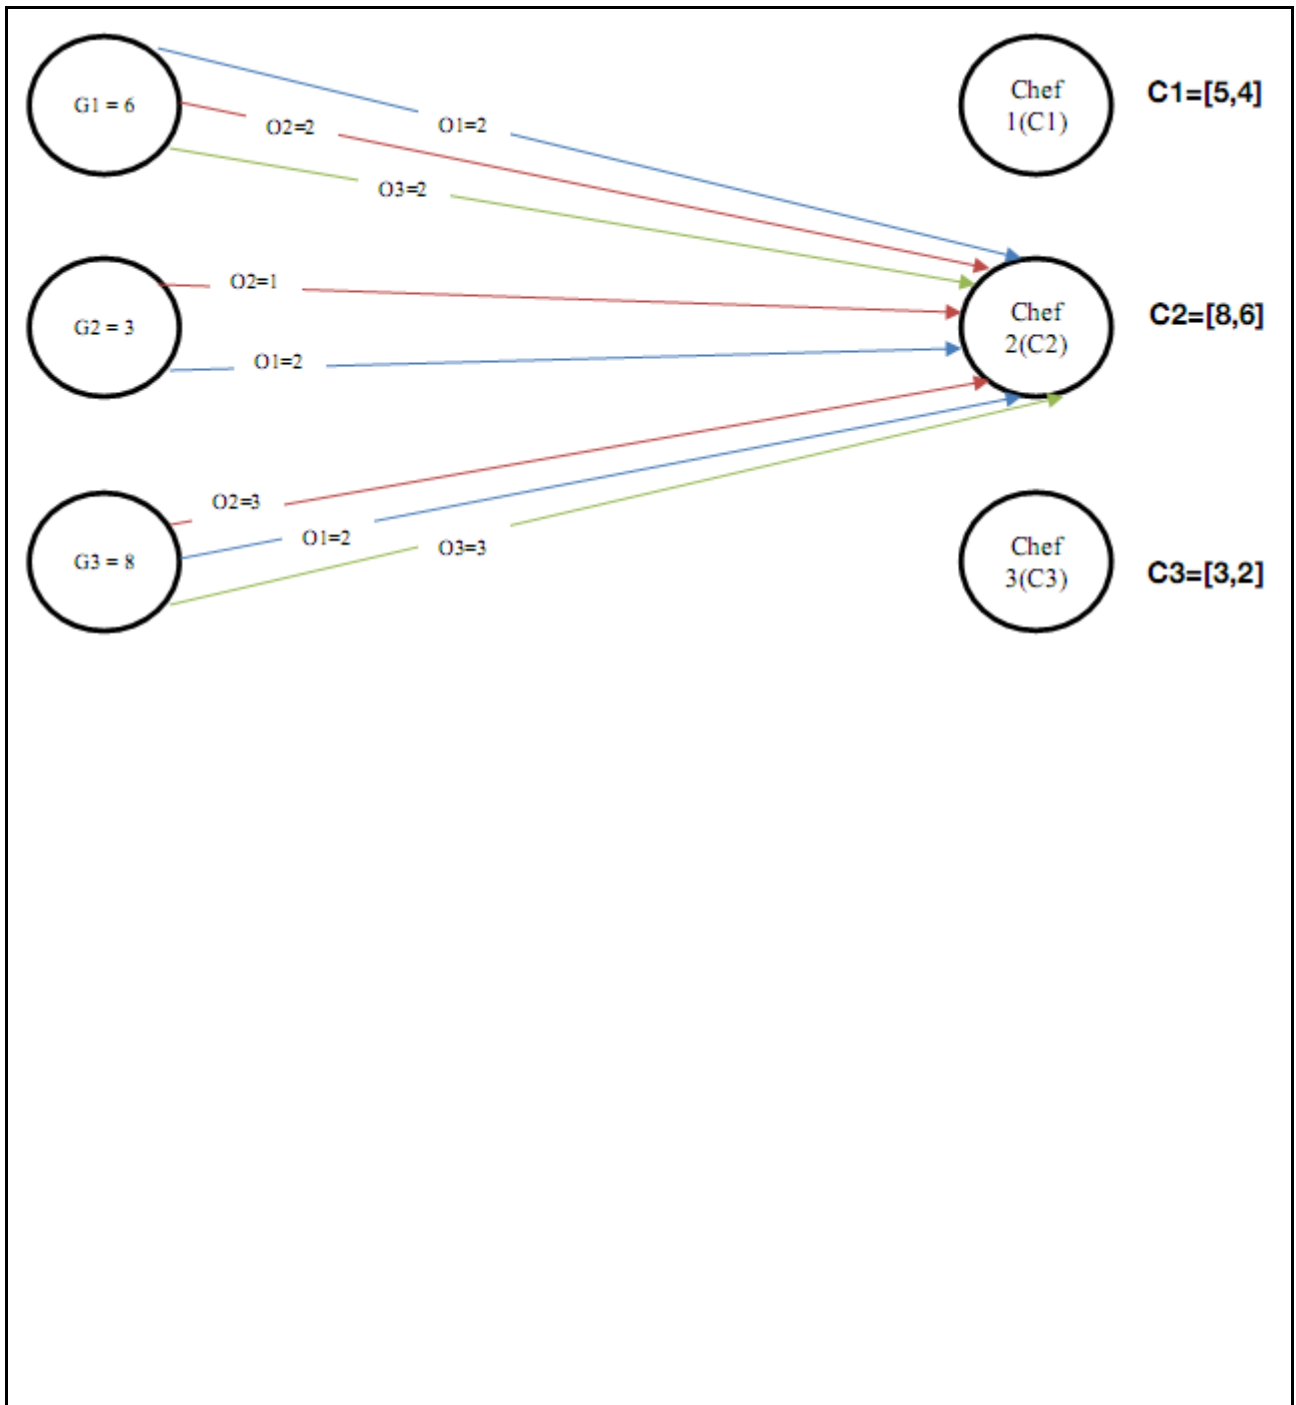 G1 = 6
O2=2
O1=2
O3=2
Chef
1(C1)
C1=[5,4]
G2 = 3
O2=1
O1=2
Chef
2(C2)
C2=[8,6]
G3 = 8
O2=3
O1=2
O3=3
Chef
3(C3)
C3=[3,2]